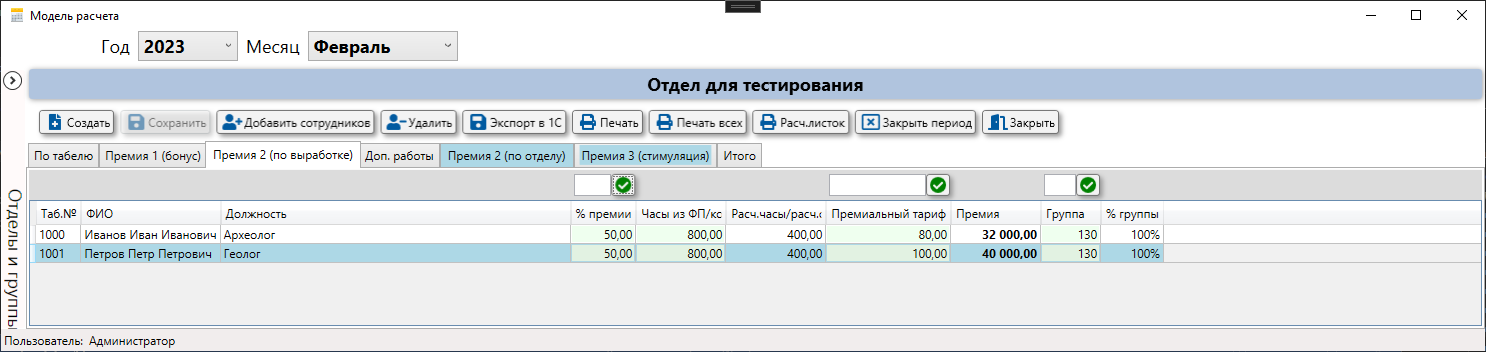 Модель расчета
Год 2023 Месяц Февраль
Отдел для тестирования
Создать Сохранить Добавить сотрудников Удалить Экспорт в 1С Печать Печать всех Расч.листок Закрыть период Закрыть
По табелю Премия 1 (бонус) Премия 2 (по выработке) Доп. работы Премия 2 (по отделу) Премия 3 (стимуляция) Итого
Отделы и группы
Таб.№ ФИО Должность % премии Часы из ФП/кс Расч.часы/расч.с Премиальный тариф Премия Группа % группы
1000 Иванов Иван Иванович Археолог 50,00 800,00 400,00 80,00 32 000,00 130 100%
1001 Петров Петр Петрович Геолог 50,00 800,00 400,00 100,00 40 000,00 130 100%
Пользователь: Администратор